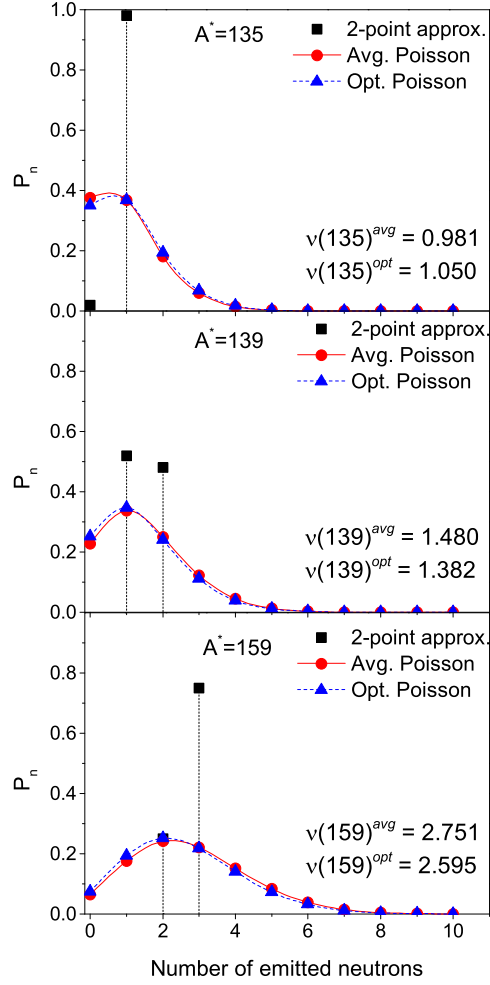 1.0
A*=135
2-point approx.
Avg. Poisson
Opt. Poisson
0.8
0.6
P_n
0.4
ν(135)^avg = 0.981
ν(135)^opt = 1.050
0.2
0.0
A*=139
2-point approx.
Avg. Poisson
Opt. Poisson
0.8
0.6
P_n
0.4
ν(139)^avg = 1.480
ν(139)^opt = 1.382
0.2
0.0
A*=159
2-point approx.
Avg. Poisson
Opt. Poisson
0.8
0.6
P_n
0.4
ν(159)^avg = 2.751
ν(159)^opt = 2.595
0.2
0.0
0 2 4 6 8 10
Number of emitted neutrons